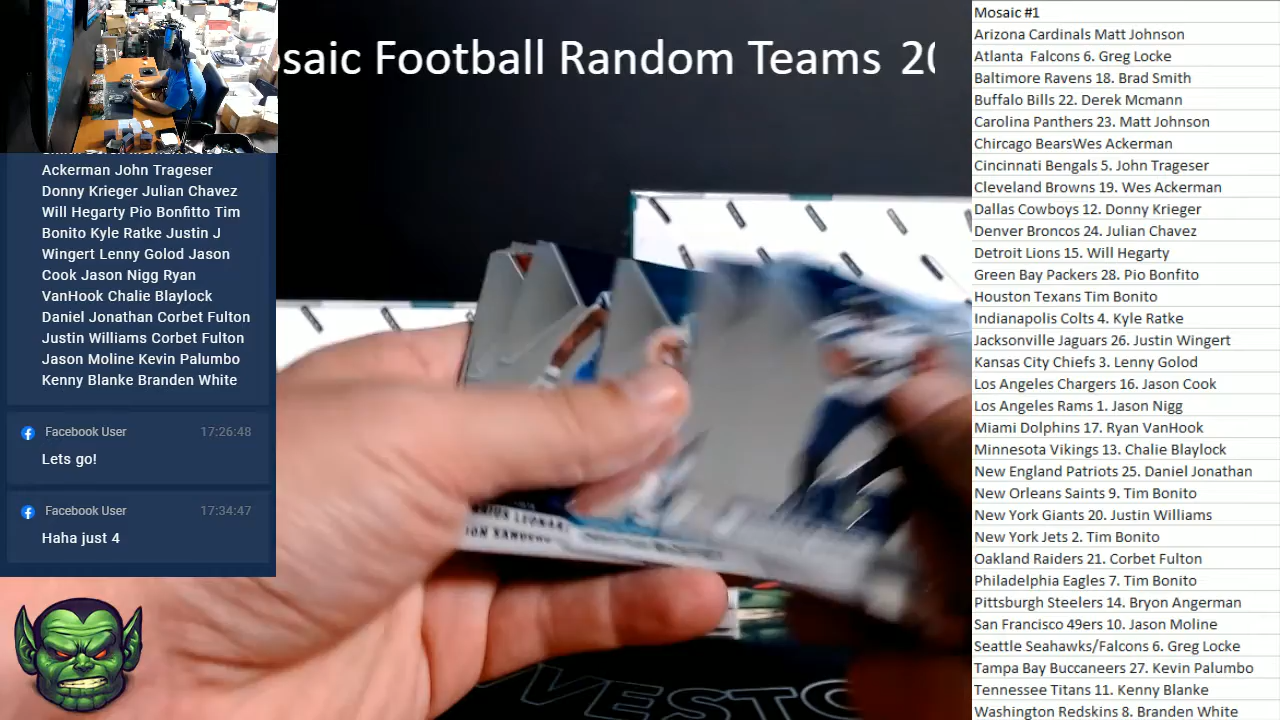 saic Football Random Teams 20
Ackerman John Trageser
Donny Krieger Julian Chavez
Will Hegarty Pio Bonfitto Tim
Bonito Kyle Ratke Justin J
Wingert Lenny Golod Jason
Cook Jason Nigg Ryan
VanHook Chalie Blaylock
Daniel Jonathan Corbet Fulton
Justin Williams Corbet Fulton
Jason Moline Kevin Palumbo
Kenny Blanke Branden White
Facebook User 17:26:48
Lets go!
Facebook User 17:34:47
Haha just 4
Mosaic #1
Arizona Cardinals Matt Johnson
Atlanta Falcons 6. Greg Locke
Baltimore Ravens 18. Brad Smith
Buffalo Bills 22. Derek Mcmann
Carolina Panthers 23. Matt Johnson
Chircago BearsWes Ackerman
Cincinnati Bengals 5. John Trageser
Cleveland Browns 19. Wes Ackerman
Dallas Cowboys 12. Donny Krieger
Denver Broncos 24. Julian Chavez
Detroit Lions 15. Will Hegarty
Green Bay Packers 28. Pio Bonfito
Houston Texans Tim Bonito
Indianapolis Colts 4. Kyle Ratke
Jacksonville Jaguars 26. Justin Wingert
Kansas City Chiefs 3. Lenny Golod
Los Angeles Chargers 16. Jason Cook
Los Angeles Rams 1. Jason Nigg
Miami Dolphins 17. Ryan VanHook
Minnesota Vikings 13. Chalie Blaylock
New England Patriots 25. Daniel Jonathan
New Orleans Saints 9. Tim Bonito
New York Giants 20. Justin Williams
New York Jets 2. Tim Bonito
Oakland Raiders 21. Corbet Fulton
Philadelphia Eagles 7. Tim Bonito
Pittsburgh Steelers 14. Bryon Angerman
San Francisco 49ers 10. Jason Moline
Seattle Seahawks/Falcons 6. Greg Locke
Tampa Bay Buccaneers 27. Kevin Palumbo
Tennessee Titans 11. Kenny Blanke
Washington Redskins 8. Branden White